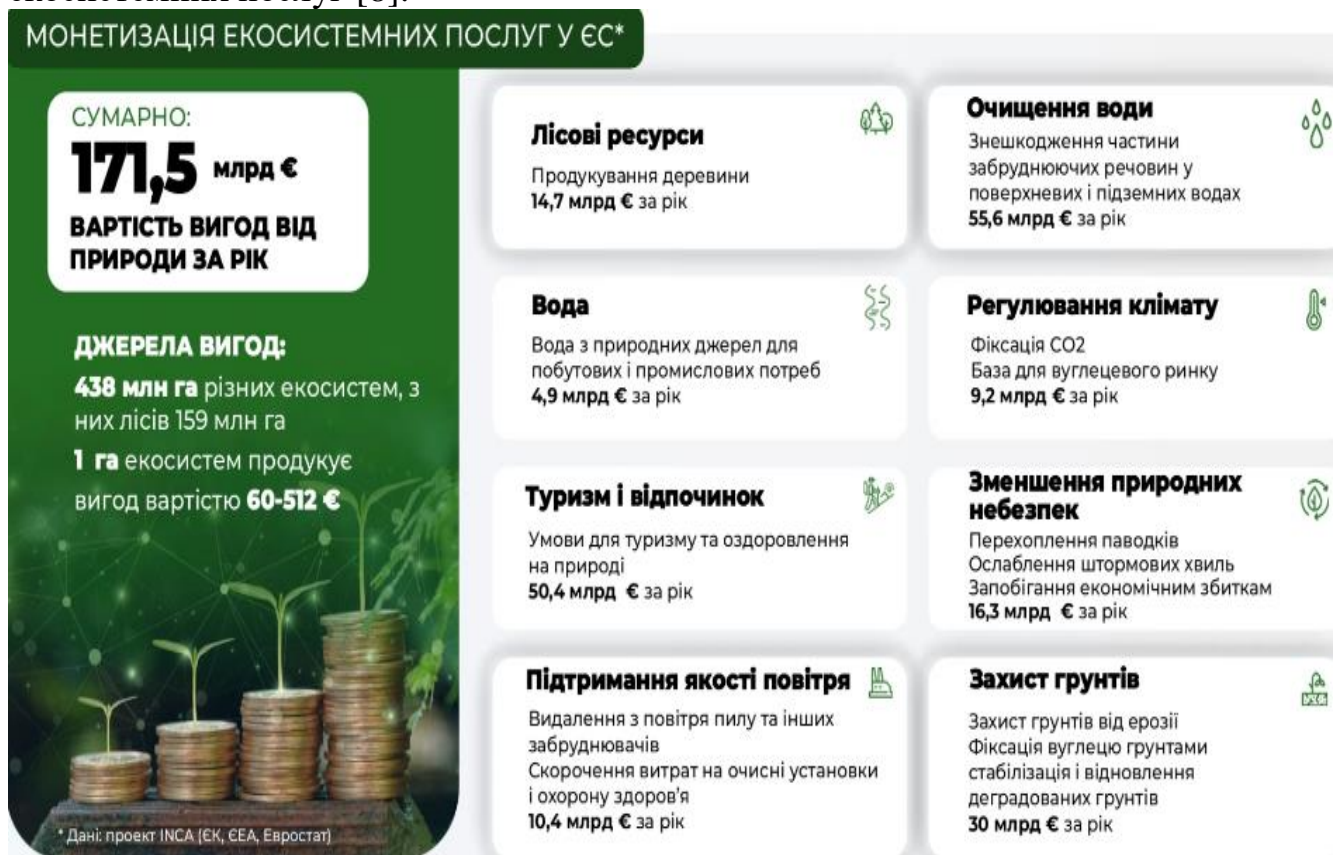 МОНЕТИЗАЦІЯ ЕКОСИСТЕМНИХ ПОСЛУГ У ЄС*
СУМАРНО:
171,5 млрд €
ВАРТІСТЬ ВИГОД ВІД
ПРИРОДИ ЗА РІК
ДЖЕРЕЛА ВИГОД:
438 млн га різних екосистем, з
них лісів 159 млн га
1 га екосистем продукує
вигод вартістю 60-512 €
* Дані: проект INCA (ЄК, ЄЕА, Евростат)
Лісові ресурси
Продукування деревини
14,7 млрд € за рік
Очищення води
Знешкодження частини
забруднюючих речовин у
поверхневих і підземних водах
55,6 млрд € за рік
Вода
Вода з природних джерел для
побутових і промислових потреб
4,9 млрд € за рік
Регулювання клімату
Фіксація СО2
База для вуглецевого ринку
9,2 млрд € за рік
Туризм і відпочинок
Умови для туризму та оздоровлення
на природі
50,4 млрд € за рік
Зменшення природних
небезпек
Перехоплення паводків
Ослаблення штормових хвиль
Запобігання економічним збиткам
16,3 млрд € за рік
Підтримання якості повітря
Видалення з повітря пилу та інших
забруднювачів
Скорочення витрат на очисні установки
і охорону здоров'я
10,4 млрд € за рік
Захист грунтів
Захист грунтів від ерозії
Фіксація вуглецю грунтами
стабілізація і відновлення
деградованих грунтів
30 млрд € за рік